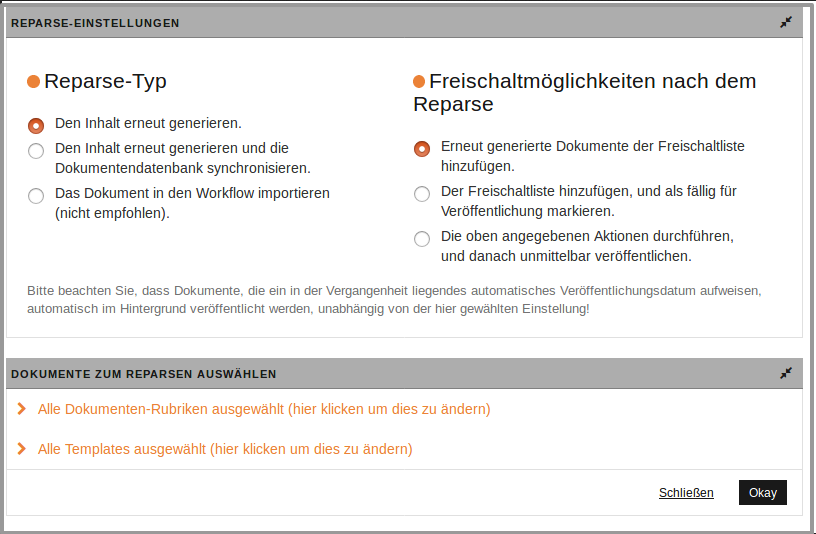 REPARSE-EINSTELLUNGEN
Reparse-Typ
Den Inhalt erneut generieren.
Den Inhalt erneut generieren und die
Dokumentendatenbank synchronisieren.
Das Dokument in den Workflow importieren
(nicht empfohlen).
Freischaltmöglichkeiten nach dem
Reparse
Erneut generierte Dokumente der Freischaltliste
hinzufügen.
Der Freischaltliste hinzufügen, und als fällig für
Veröffentlichung markieren.
Die oben angegebenen Aktionen durchführen,
und danach unmittelbar veröffentlichen.
Bitte beachten Sie, dass Dokumente, die ein in der Vergangenheit liegendes automatisches Veröffentlichungsdatum aufweisen,
automatisch im Hintergrund veröffentlicht werden, unabhängig von der hier gewählten Einstellung!
DOKUMENTE ZUM REPARSEN AUSWÄHLEN
Alle Dokumenten-Rubriken ausgewählt (hier klicken um dies zu ändern)
Alle Templates ausgewählt (hier klicken um dies zu ändern)
Schließen Okay